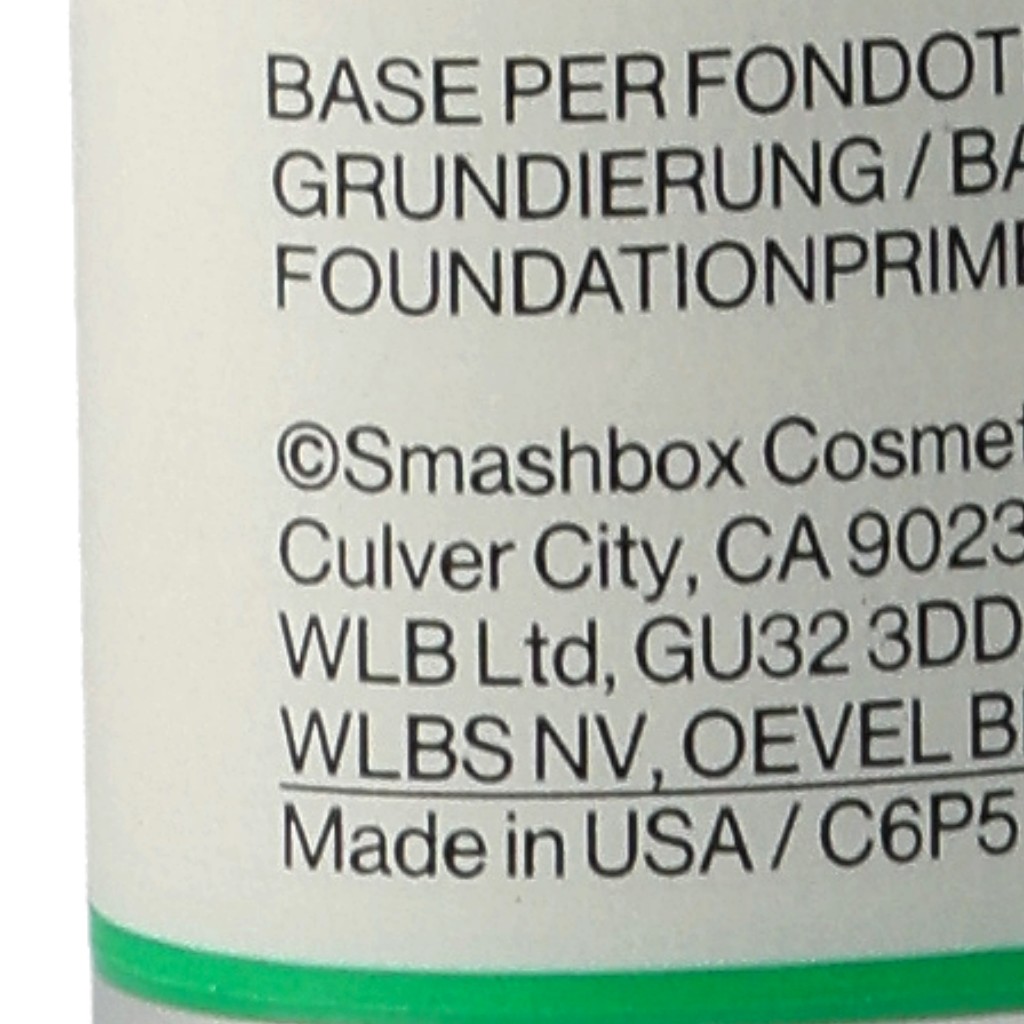 BASE PER FONDOT
GRUNDIERUNG / BA
FOUNDATIONPRIME
©Smashbox Cosmet
Culver City, CA 9023
WLB Ltd, GU32 3DD
WLBS NV, OEVEL B
Made in USA / C6P5